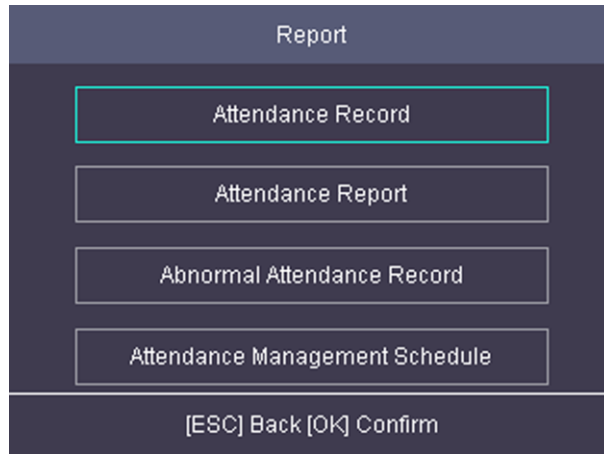 Report
Attendance Record
Attendance Report
Abnormal Attendance Record
Attendance Management Schedule
[ESC] Back [OK] Confirm